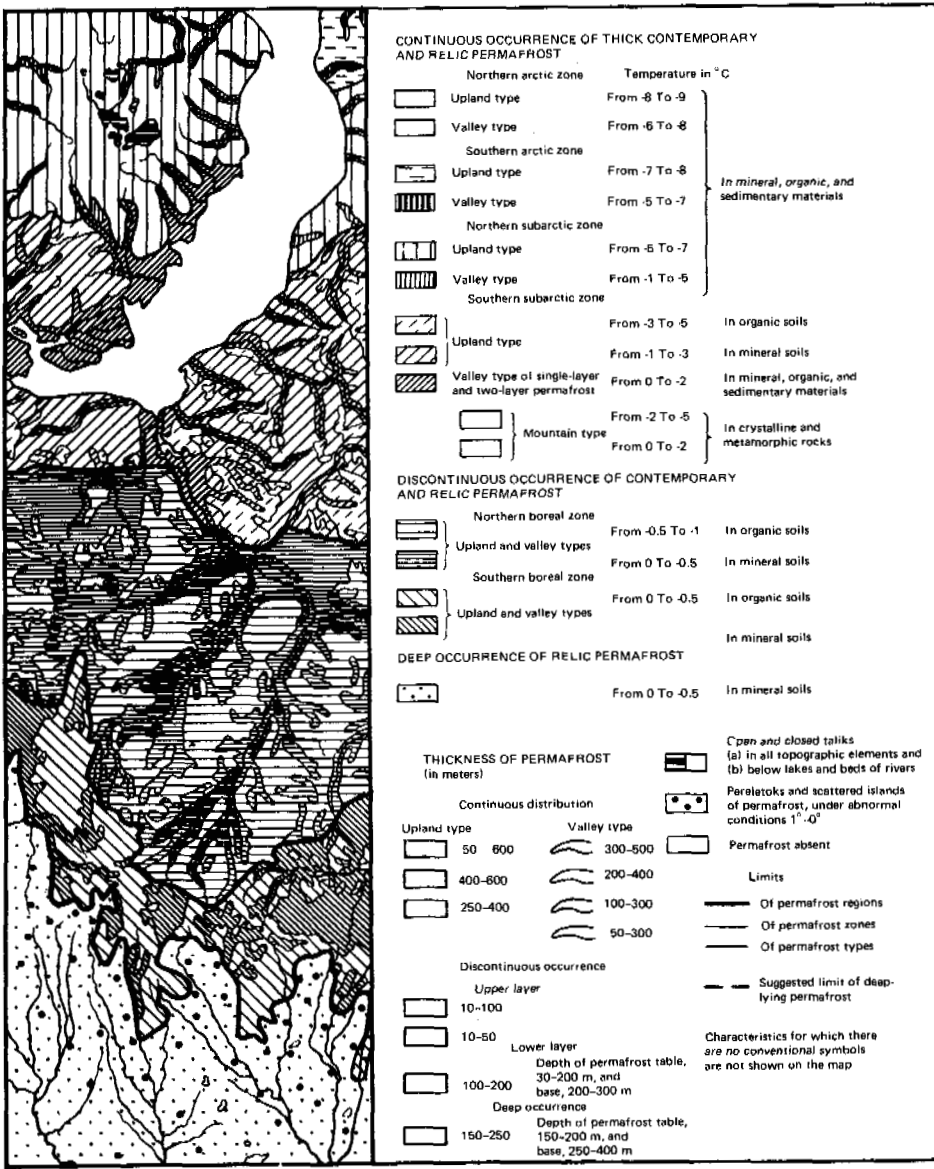 CONTINUOUS OCCURRENCE OF THICK CONTEMPORARY
AND RELIC PERMAFROST
Northern arctic zone Temperature in °C
Upland type From -8 To -9
Valley type From -6 To -8
Southern arctic zone
Upland type From -7 To -8
Valley type From -5 To -7
In mineral, organic, and
sedimentary materials
Northern subarctic zone
Upland type From -5 To -7
Valley type From -1 To -5
Southern subarctic zone
Upland type
From -3 To -5 In organic soils
From -1 To -3 In mineral soils
Valley type of single-layer
and two-layer permafrost
From 0 To -2
In mineral, organic, and
sedimentary materials
Mountain type
From -2 To -5
From 0 To -2
In crystalline and
metamorphic rocks
DISCONTINUOUS OCCURRENCE OF CONTEMPORARY
AND RELIC PERMAFROST
Northern boreal zone
Upland and valley types
From -0.5 To -1 In organic soils
From 0 To -0.5 In mineral soils
Southern boreal zone
Upland and valley types
From 0 To -0.5 In organic soils
In mineral soils
DEEP OCCURRENCE OF RELIC PERMAFROST
From 0 To -0.5 In mineral soils
THICKNESS OF PERMAFROST
(in meters)
Continuous distribution
Upland type Valley type
50 600 300-500
400-600 200-400
250-400 100-300
50-300
Discontinuous occurrence
Upper layer
10-100
10-50
Lower layer
100-200
Depth of permafrost table,
30-200 m, and
base, 200-300 m
Deep occurrence
150-250
Depth of permafrost table,
150-200 m, and
base, 250-400 m
Open and closed taliks
(a) in all topographic elements and
(b) below lakes and beds of rivers
Pereletoks and scattered islands
of permafrost, under abnormal
conditions 1°-0°
Permafrost absent
Limits
Of permafrost regions
Of permafrost zones
Of permafrost types
Suggested limit of deep-
lying permafrost
Characteristics for which there
are no conventional symbols
are not shown on the map